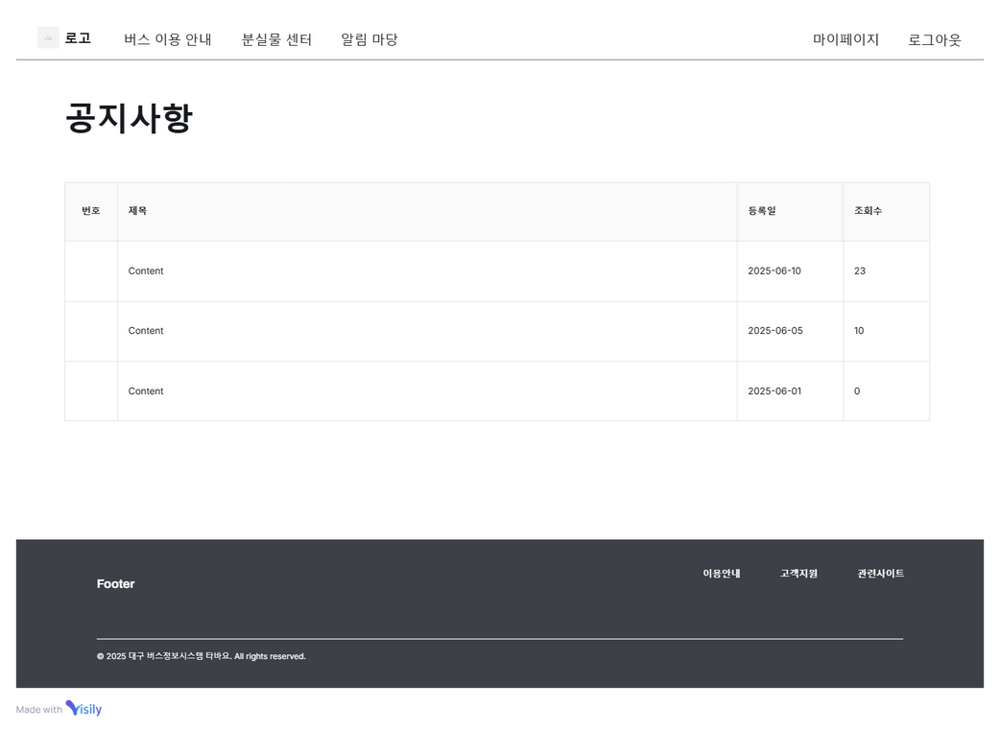 로고 버스 이용 안내 분실물 센터 알림 마당 마이페이지 로그아웃
공지사항
번호 제목 등록일 조회수
Content 2025-06-10 23
Content 2025-06-05 10
Content 2025-06-01 0
이용안내 고객지원 관련사이트
Footer
© 2025 대구 버스정보시스템 타바요. All rights reserved.
Made with Visily